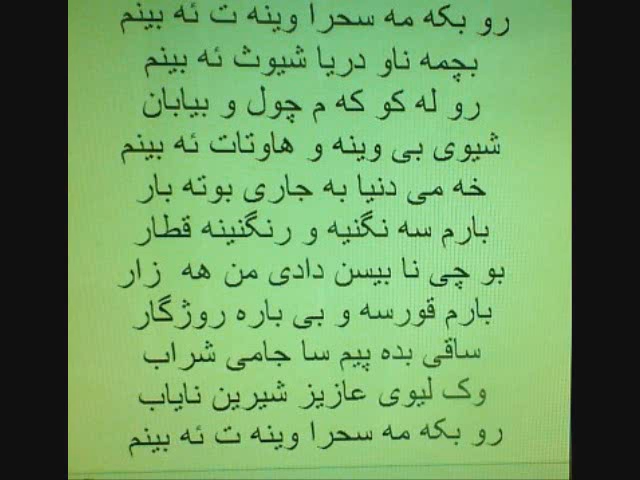 رو بکه مه سحرا وینه ت ئه بینم
بچمه ناو دریا شیوث ئه بینم
رو له کو که م چول و بیابان
شیوی بی وینه و هاوتات ئه بینم
خه می دنیا به جاری بوته بار
بارم سه نگنیه و رنگنینه قطار
بو چی نا بیسن دادی من هه زار
بارم قورسه و بی باره روژگار
ساقی بده پیم سا جامی شراب
وک لیوی عازیز شیرین نایاب
رو بکه مه سحرا وینه ت ئه بینم